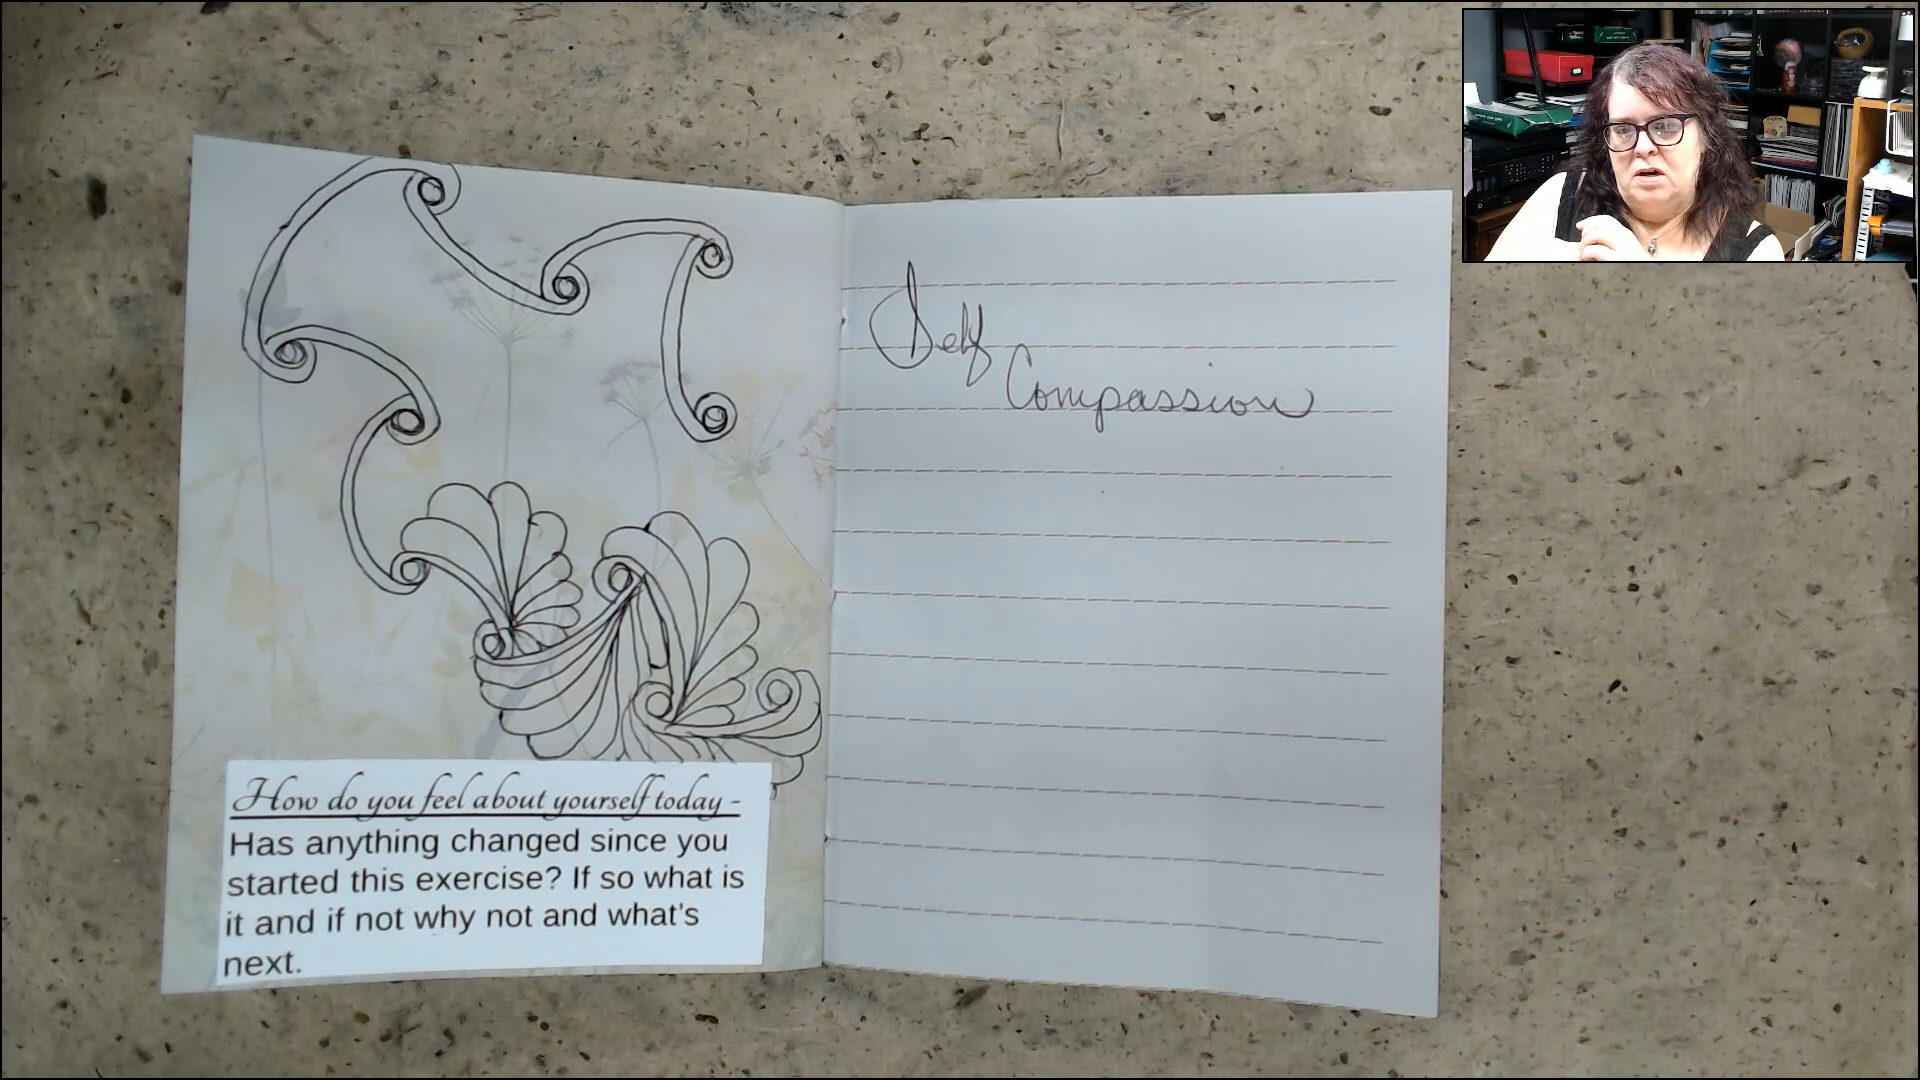 How do you feel about yourself today -
Has anything changed since you
started this exercise? If so what is
it and if not why not and what's
next.
Self
Compassion